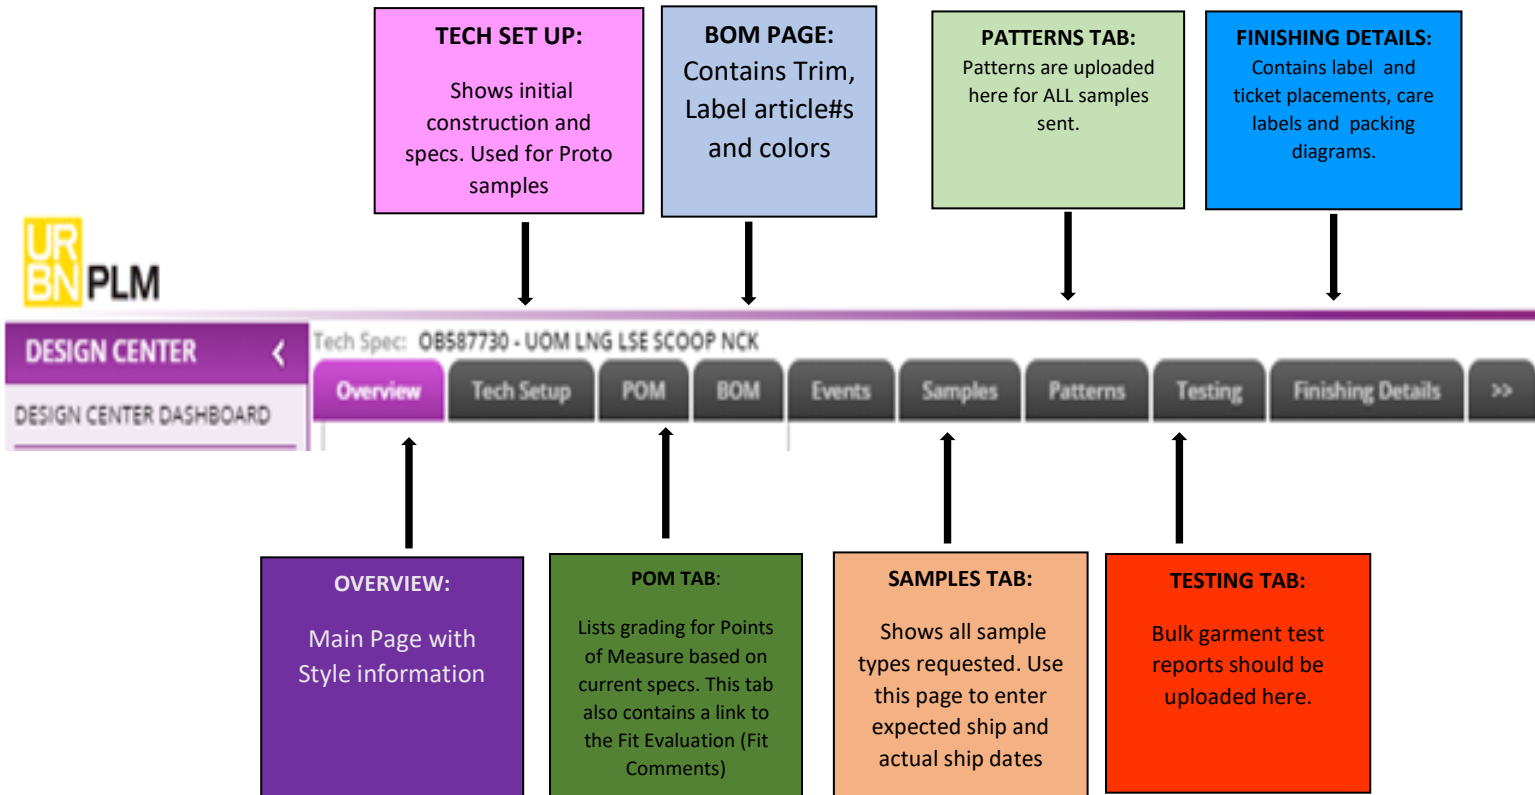 TECH SET UP:
Shows initial
construction and
specs. Used for Proto
samples
BOM PAGE:
Contains Trim,
Label article#s
and colors
PATTERNS TAB:
Patterns are uploaded
here for ALL samples
sent.
FINISHING DETAILS:
Contains label and
ticket placements, care
labels and packing
diagrams.
UR
BN PLM
DESIGN CENTER <
DESIGN CENTER DASHBOARD
Tech Spec: OB587730 - UOM LNG LSE SCOOP NCK
Overview Tech Setup POM BOM Events Samples Patterns Testing Finishing Details >>
OVERVIEW:
Main Page with
Style information
POM TAB:
Lists grading for Points
of Measure based on
current specs. This tab
also contains a link to
the Fit Evaluation (Fit
Comments)
SAMPLES TAB:
Shows all sample
types requested. Use
this page to enter
expected ship and
actual ship dates
TESTING TAB:
Bulk garment test
reports should be
uploaded here.